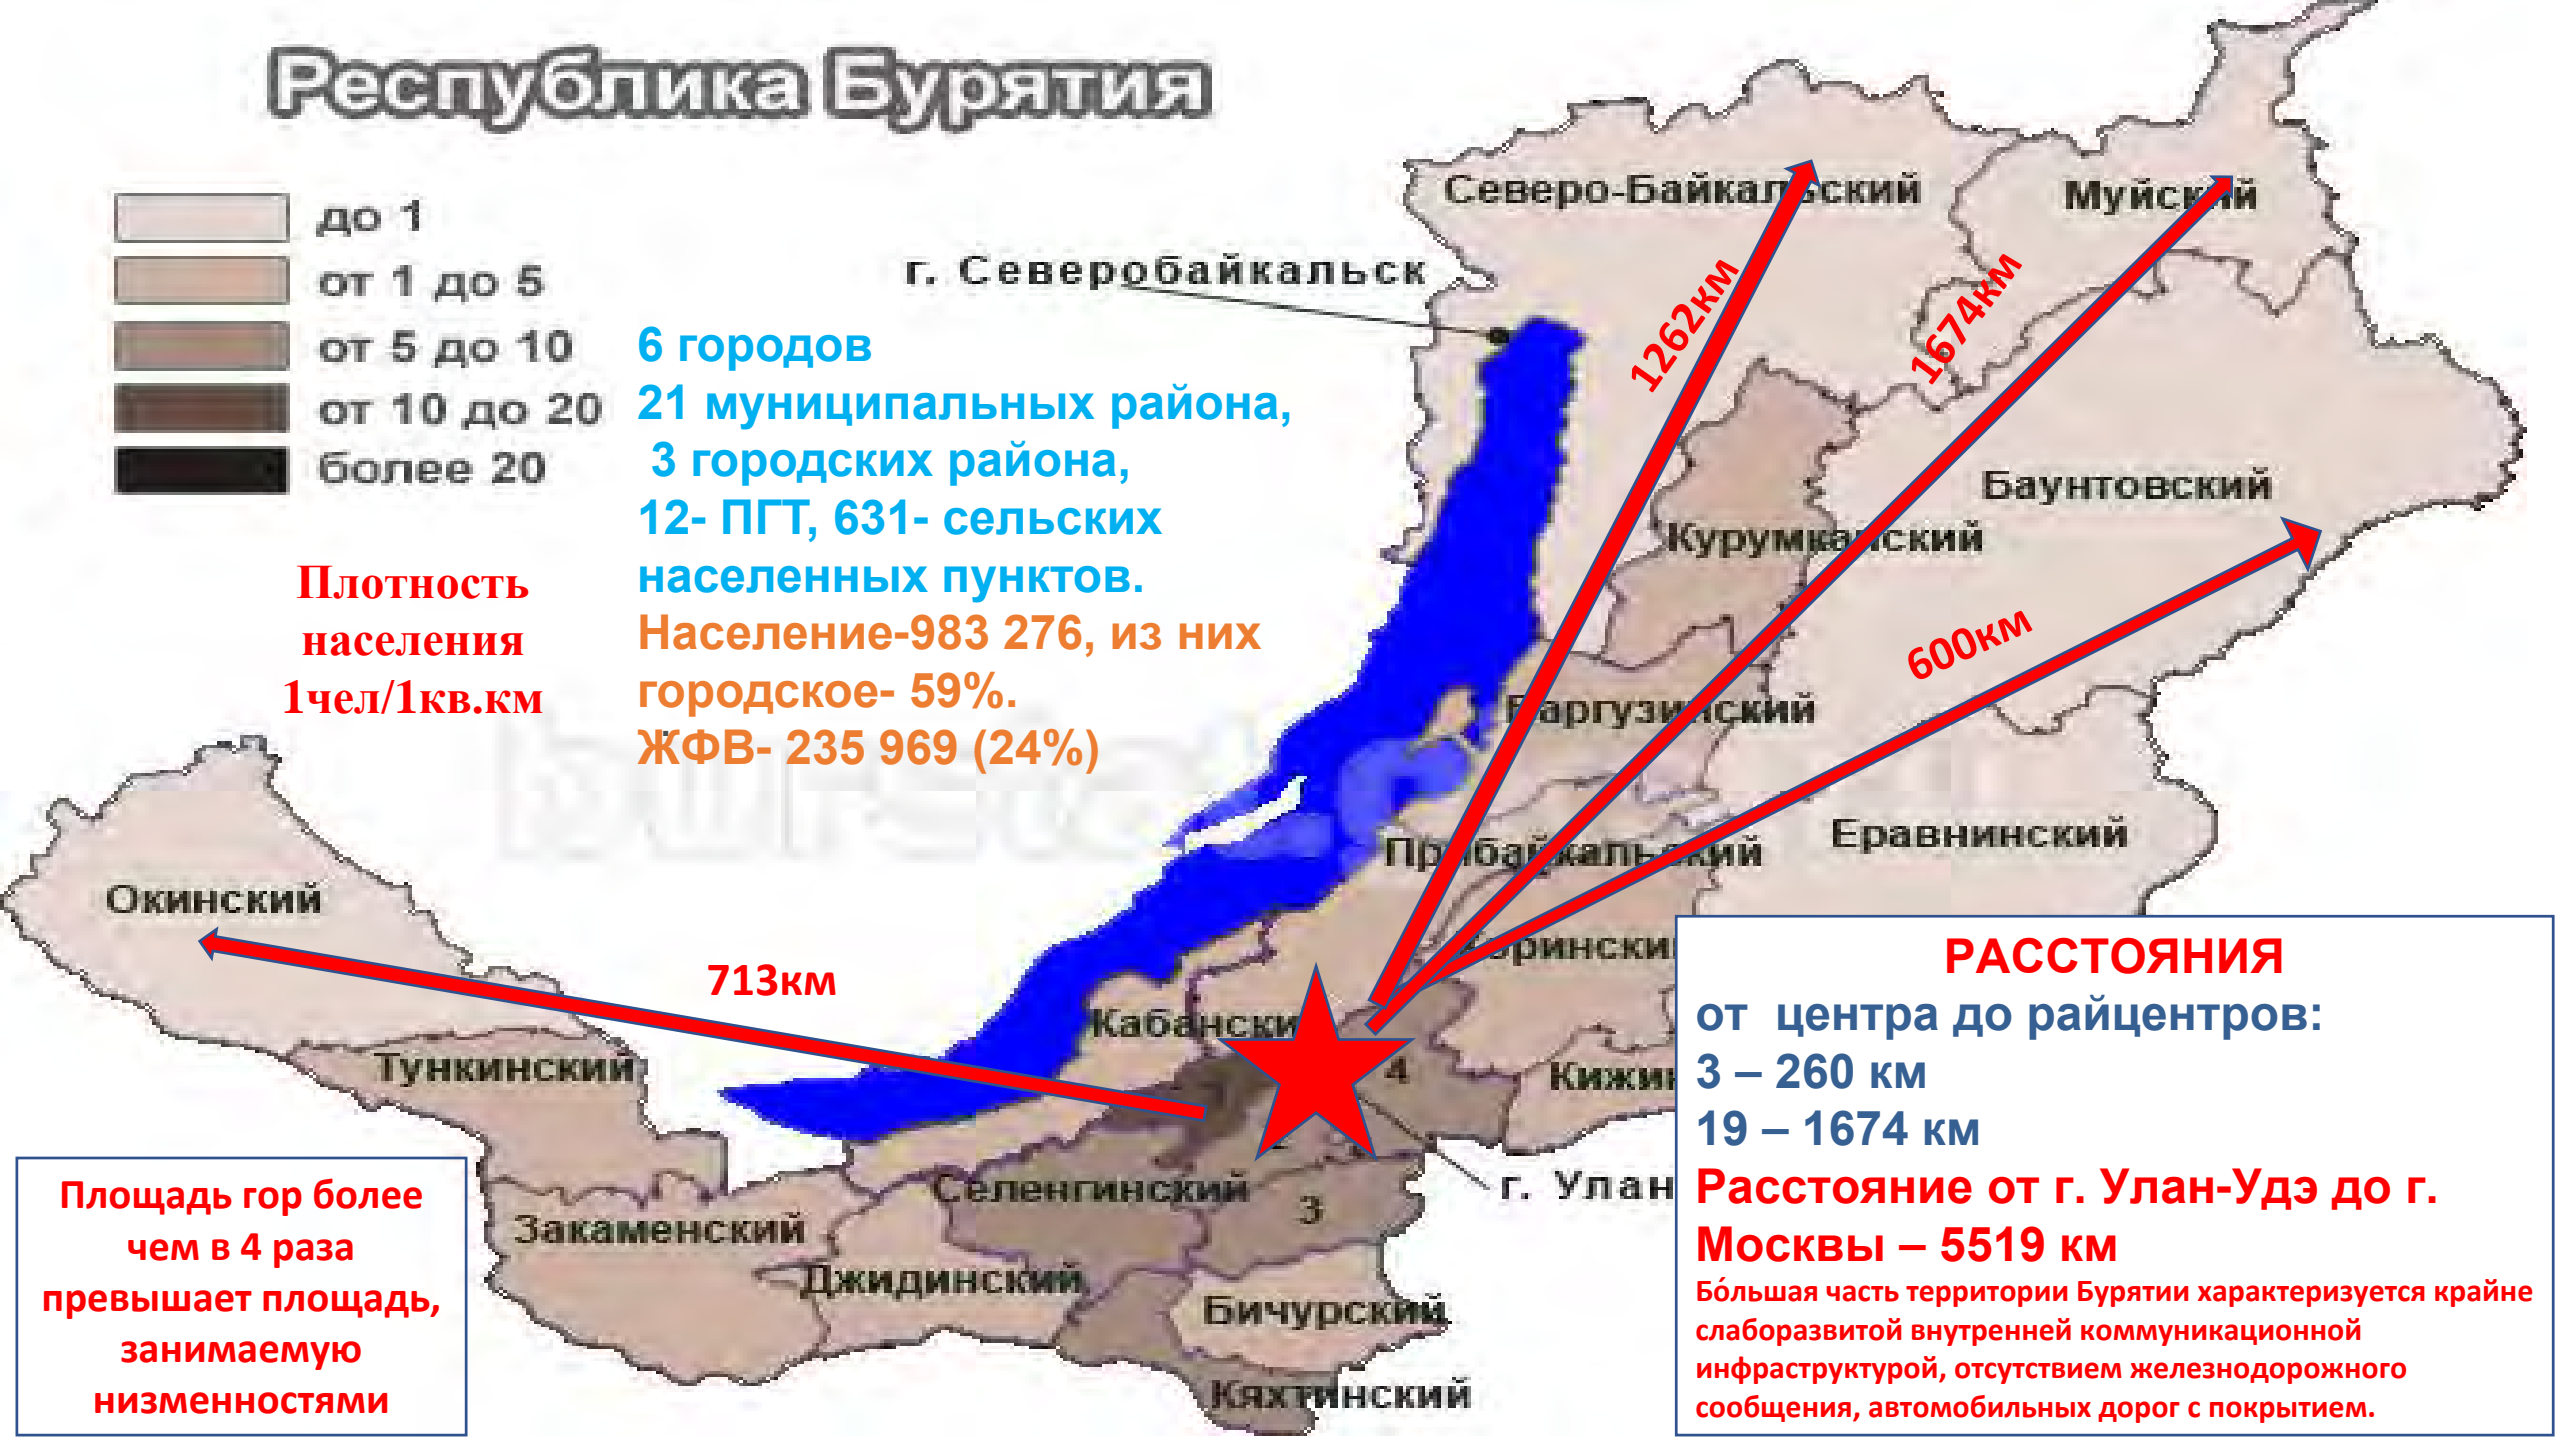 Республика Бурятия
до 1
от 1 до 5
от 5 до 10
от 10 до 20
более 20
6 городов
21 муниципальных района,
3 городских района,
12- ПГТ, 631- сельских
населенных пунктов.
Население-983 276, из них
городское- 59%.
ЖФВ- 235 969 (24%)
Плотность
населения
1чел/1кв.км
г. Северобайкальск
Северо-Байкальский
Муйский
1262км
1674км
Баунтовский
Курумканский
600км
Баргузинский
Еравнинский
Прибайкальский
Окинский
713км
Хоринский
Кабанский
Тункинский
4
Кижин
2
Селенгинский
г. Улан
3
Закаменский
Джидинский
Бичурский
Кяхтинский
Площадь гор более
чем в 4 раза
превышает площадь,
занимаемую
низменностями
РАССТОЯНИЯ
от центра до райцентров:
3 – 260 км
19 – 1674 км
Расстояние от г. Улан-Удэ до г.
Москвы – 5519 км
Бо́льшая часть территории Бурятии характеризуется крайне
слаборазвитой внутренней коммуникационной
инфраструктурой, отсутствием железнодорожного
сообщения, автомобильных дорог с покрытием.